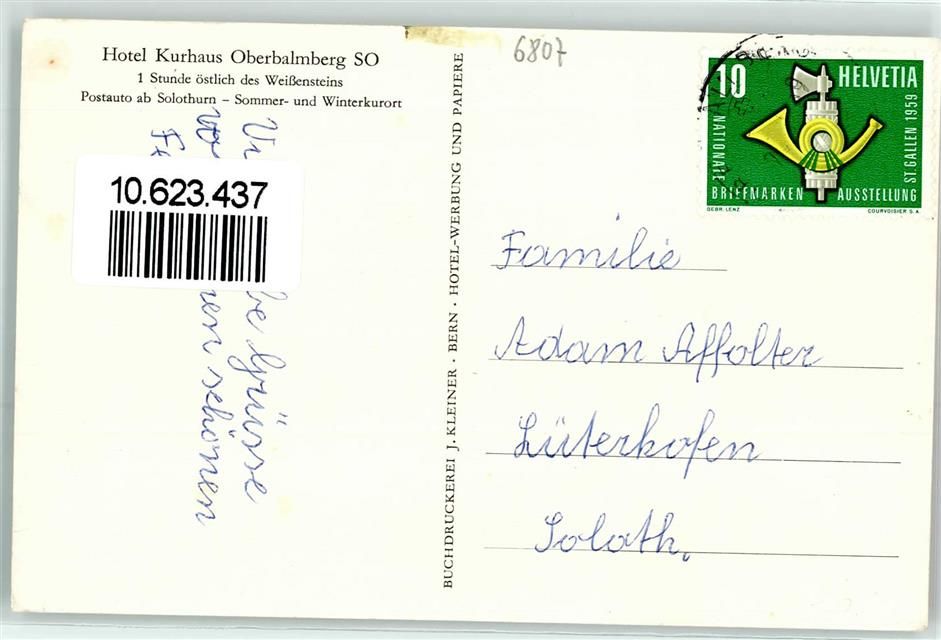 Hotel Kurhaus Oberbalmberg SO
1 Stunde östlich des Weißensteins
Postauto ab Solothurn – Sommer- und Winterkurort
10.623.437
Grüsse
schönen
BUCHDRUCKEREI J. KLEINER . BERN . HOTEL-WERBUNG UND PAPIERE
6807
10
HELVETIA
NATIONALE
BRIEFMARKEN
AUSSTELLUNG
ST. GALLEN 1959
GEBR. LENZ
COURVOISIER S.A.
Familie
Adam Affolter
Lüterkofen
Soloth.